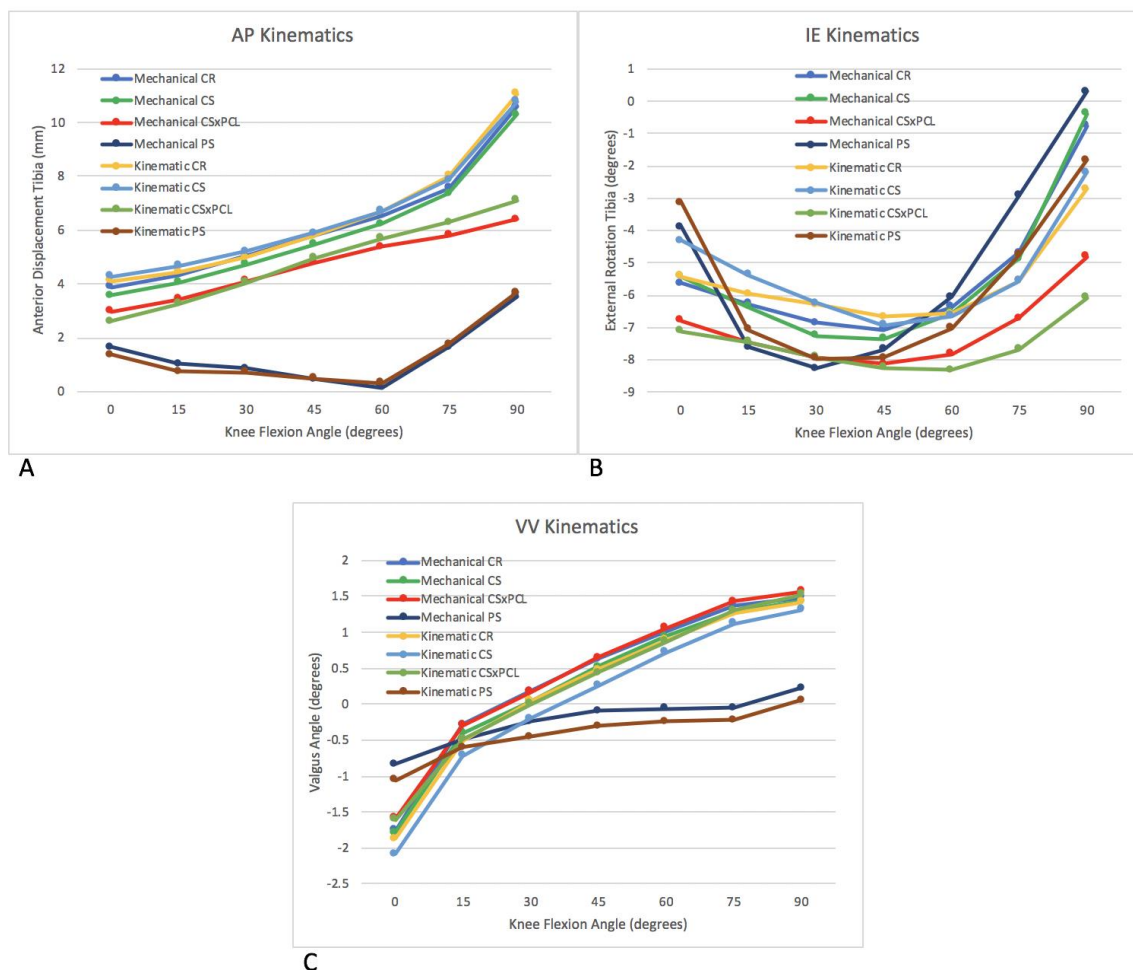 AP Kinematics
12
10
8
6
4
2
0
Anterior Displacement Tibia (mm)
Mechanical CR
Mechanical CS
Mechanical CSxPCL
Mechanical PS
Kinematic CR
Kinematic CS
Kinematic CSxPCL
Kinematic PS
0 15 30 45 60 75 90
Knee Flexion Angle (degrees)
A
IE Kinematics
1
0
-1
-2
-3
-4
-5
-6
-7
-8
-9
External Rotation Tibia (degrees)
Mechanical CR
Mechanical CS
Mechanical CSxPCL
Mechanical PS
Kinematic CR
Kinematic CS
Kinematic CSxPCL
Kinematic PS
0 15 30 45 60 75 90
Knee Flexion Angle (degrees)
B
VV Kinematics
2
1.5
1
0.5
0
-0.5
-1
-1.5
-2
-2.5
Valgus Angle (degrees)
Mechanical CR
Mechanical CS
Mechanical CSxPCL
Mechanical PS
Kinematic CR
Kinematic CS
Kinematic CSxPCL
Kinematic PS
0 15 30 45 60 75 90
Knee Flexion Angle (degrees)
C